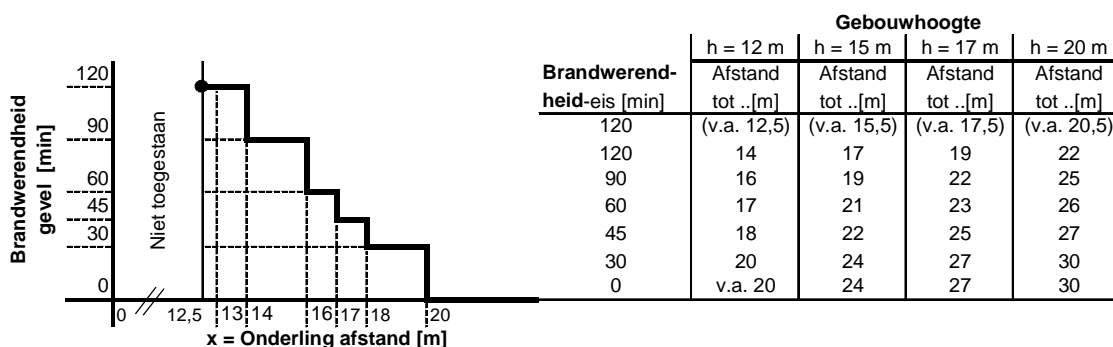 Brandwerendheid
gevel [min]
120
90
60
45
30
0
Niet toegestaan
0
12,5
13
14
16
17
18
20
x = Onderling afstand [m]
Gebouwhoogte
h = 12 m h = 15 m h = 17 m h = 20 m
Brandwerend- Afstand Afstand Afstand Afstand
heid-eis [min] tot ..[m] tot ..[m] tot ..[m] tot ..[m]
120 (v.a. 12,5) (v.a. 15,5) (v.a. 17,5) (v.a. 20,5)
120 14 17 19 22
90 16 19 22 25
60 17 21 23 26
45 18 22 25 27
30 20 24 27 30
0 v.a. 20 24 27 30